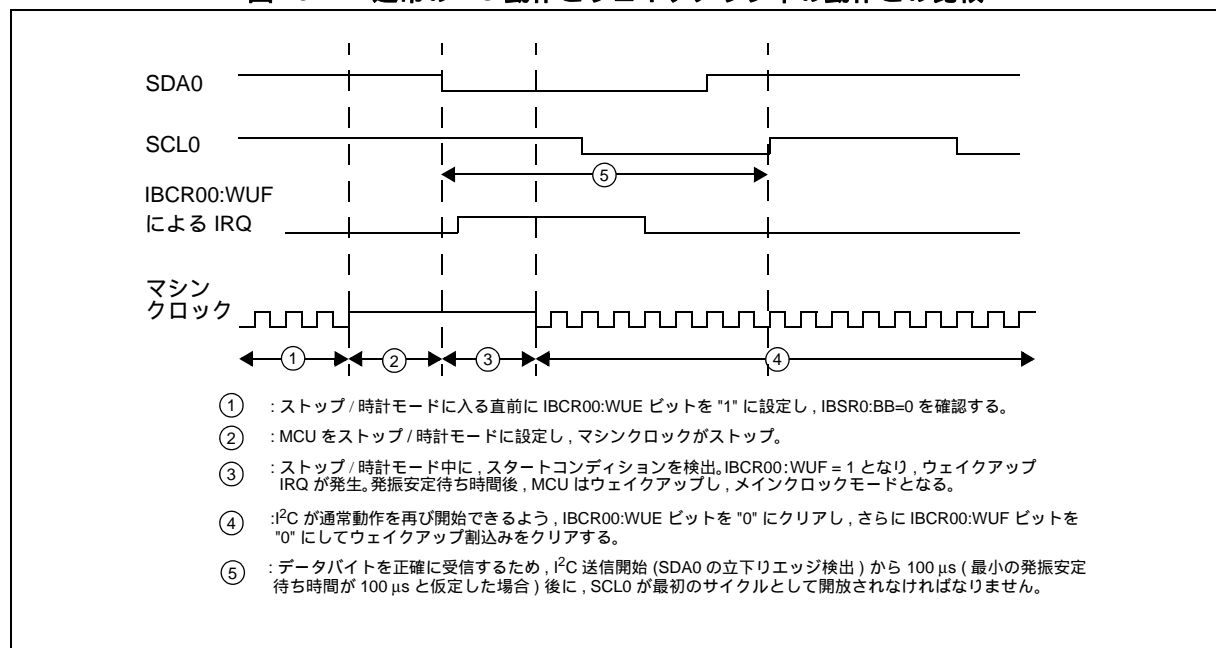 SDA0
SCL0
⑤
IBCR00:WUF
による IRQ
マシン
クロック
① ② ③ ④
① : ストップ / 時計モードに入る直前に IBCR00:WUE ビットを "1" に設定し , IBSR0:BB=0 を確認する。
② : MCU をストップ / 時計モードに設定し , マシンクロックがストップ。
③ : ストップ / 時計モード中に , スタートコンディションを検出。IBCR00:WUF = 1 となり , ウェイクアップ
IRQ が発生。発振安定待ち時間後 , MCU はウェイクアップし , メインクロックモードとなる。
④ :I²C が通常動作を再び開始できるよう , IBCR00:WUE ビットを "0" にクリアし , さらに IBCR00:WUF ビットを
"0" にしてウェイクアップ割込みをクリアする。
⑤ : データバイトを正確に受信するため , I²C 送信開始 (SDA0 の立下りエッジ検出 ) から 100 μs ( 最小の発振安定
待ち時間が 100 μs と仮定した場合 ) 後に , SCL0 が最初のサイクルとして開放されなければなりません。